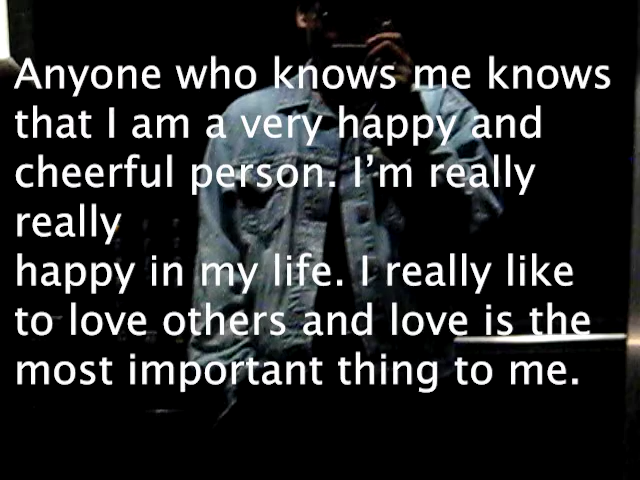 Anyone who knows me knows
that I am a very happy and
cheerful person. I’m really
really
happy in my life. I really like
to love others and love is the
most important thing to me.